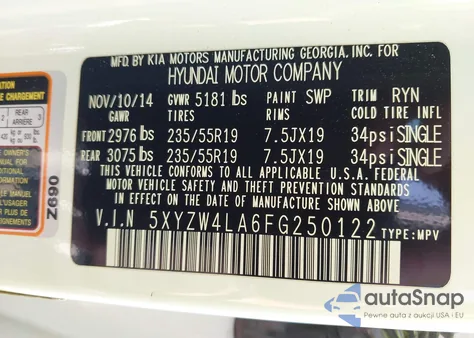 MFD. BY KIA MOTORS MANUFACTURING GEORGIA, INC. FOR
HYUNDAI MOTOR COMPANY
NOV/10/14 GVWR 5181 lbs PAINT SWP TRIM RYN
GAWR TIRES RIMS COLD TIRE INFL
FRONT 2976 lbs 235/55R19 7.5JX19 34psi SINGLE
REAR 3075 lbs 235/55R19 7.5JX19 34psi SINGLE
THIS VEHICLE CONFORMS TO ALL APPLICABLE U.S.A. FEDERAL
MOTOR VEHICLE SAFETY AND THEFT PREVENTION STANDARDS
IN EFFECT ON THE DATE OF MANUFACTURE SHOWN ABOVE.
V.I.N 5XYZW4LA6FG250122 TYPE: MPV
REAR
ARRIÈRE
Z690
autoSnap
Pewne auta z aukcji USA i EU